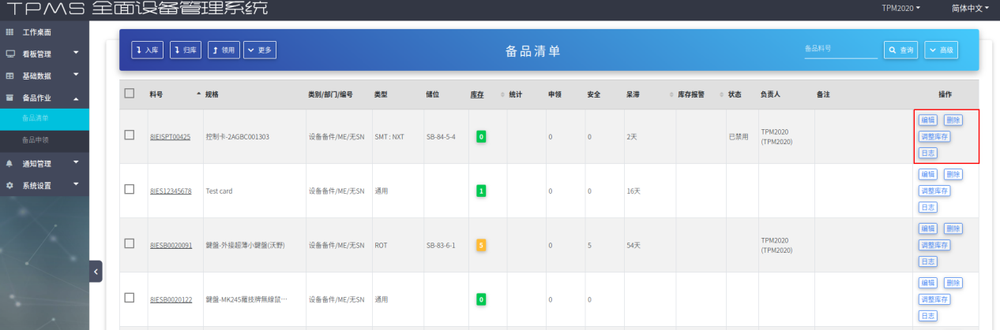 TPMS 全面设备管理系统
TPM2020 简体中文
工作桌面
看板管理
基础数据
备品作业
备品清单
备品申领
通知管理
系统设置
入库 归库 领用 更多
备品清单
备品料号 查询 高级
料号 规格 类别/部门/编号 类型 储位 库存 统计 申领 安全 呆滞 库存报警 状态 负责人 备注 操作
8IEISPT00425 控制卡-2AGBC001303 设备备件/ME/无SN SMT : NXT SB-84-5-4 0 0 0 2天 已禁用 TPM2020 (TPM2020) 编辑 删除
调整库存
日志
8IES12345678 Test card 设备备件/ME/无SN 通用 1 0 0 16天 编辑 删除
调整库存
日志
8IESB0020091 鍵盤-外接超薄小鍵盤(沃野) 设备备件/ME/无SN ROT SB-83-6-1 5 0 5 54天 TPM2020 (TPM2020) 编辑 删除
调整库存
日志
8IESB0020122 鍵盤-MK245羅技牌無線鼠… 设备备件/ME/无SN 通用 0 0 0 编辑 删除
调整库存
日志